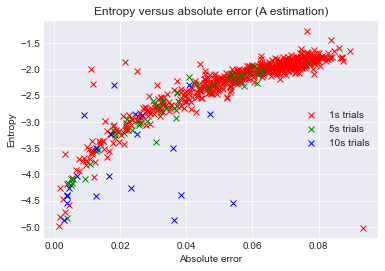 Entropy versus absolute error (A estimation)
−1.5
−2.0
−2.5
−3.0
−3.5
−4.0
−4.5
−5.0
Entropy
1s trials
5s trials
10s trials
0.00 0.02 0.04 0.06 0.08
Absolute error